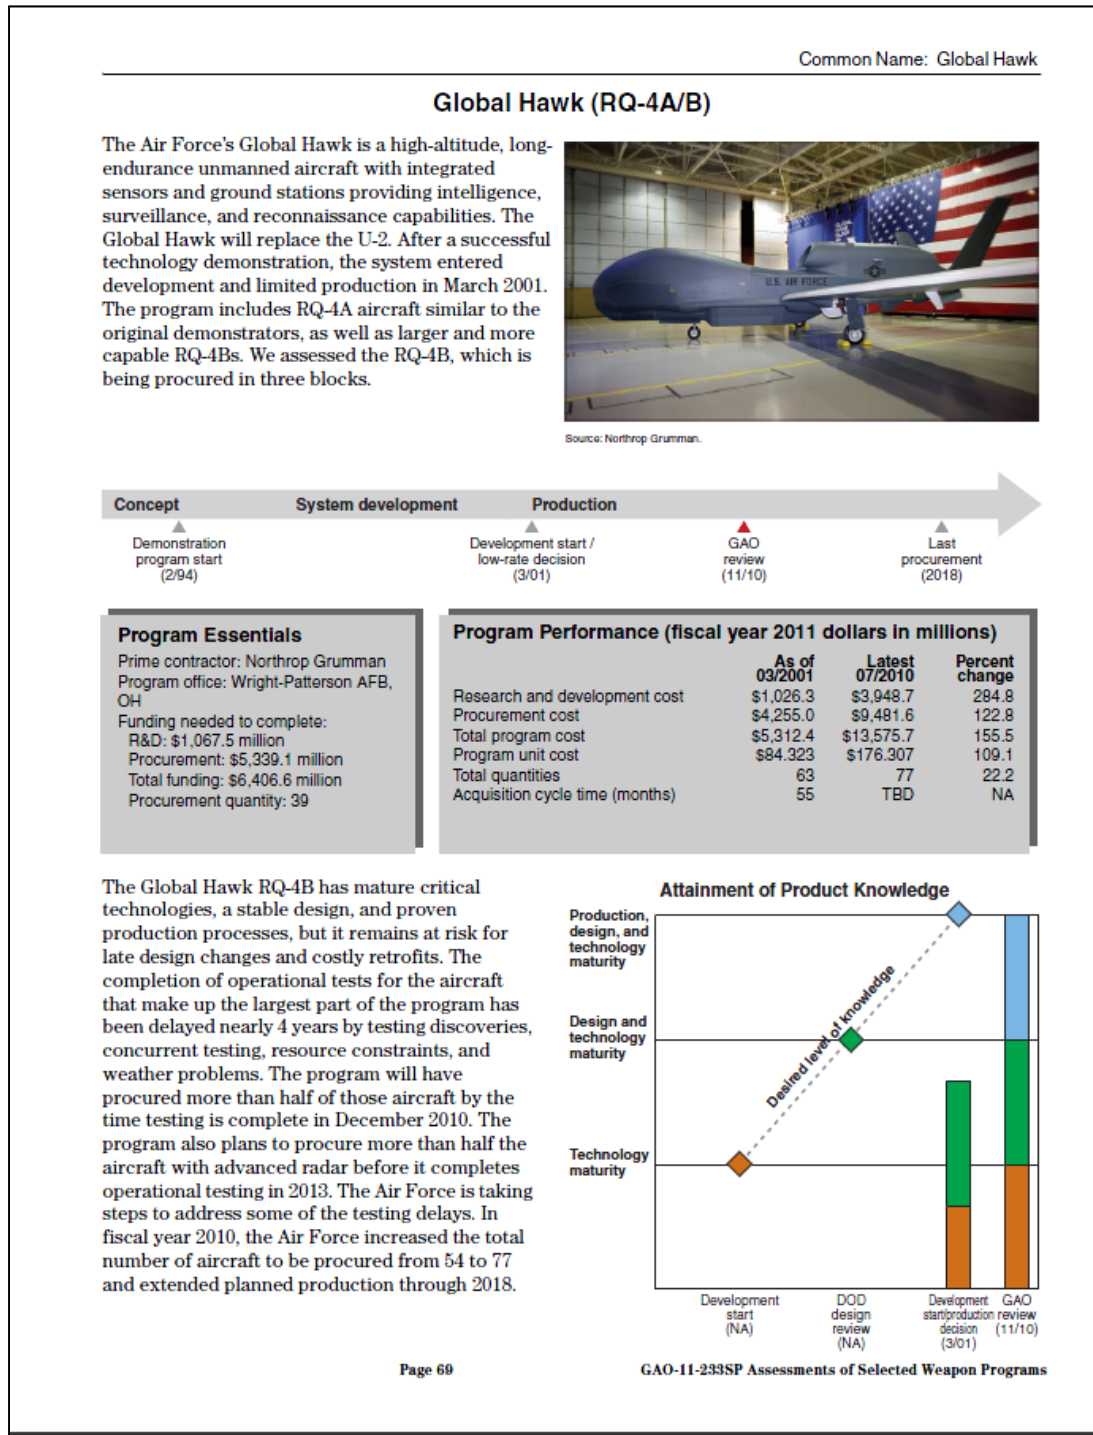 Common Name: Global Hawk
Global Hawk (RQ-4A/B)
The Air Force's Global Hawk is a high-altitude, long-
endurance unmanned aircraft with integrated
sensors and ground stations providing intelligence,
surveillance, and reconnaissance capabilities. The
Global Hawk will replace the U-2. After a successful
technology demonstration, the system entered
development and limited production in March 2001.
The program includes RQ-4A aircraft similar to the
original demonstrators, as well as larger and more
capable RQ-4Bs. We assessed the RQ-4B, which is
being procured in three blocks.
U.S. AIR FORCE
Source: Northrop Grumman.
Concept System development Production
Demonstration
program start
(2/94)
Development start /
low-rate decision
(3/01)
GAO
review
(11/10)
Last
procurement
(2018)
Program Essentials
Prime contractor: Northrop Grumman
Program office: Wright-Patterson AFB,
OH
Funding needed to complete:
R&D: $1,067.5 million
Procurement: $5,339.1 million
Total funding: $6,406.6 million
Procurement quantity: 39
Program Performance (fiscal year 2011 dollars in millions)
As of Latest Percent
03/2001 07/2010 change
Research and development cost $1,026.3 $3,948.7 284.8
Procurement cost $4,255.0 $9,481.6 122.8
Total program cost $5,312.4 $13,575.7 155.5
Program unit cost $84.323 $176.307 109.1
Total quantities 63 77 22.2
Acquisition cycle time (months) 55 TBD NA
The Global Hawk RQ-4B has mature critical
technologies, a stable design, and proven
production processes, but it remains at risk for
late design changes and costly retrofits. The
completion of operational tests for the aircraft
that make up the largest part of the program has
been delayed nearly 4 years by testing discoveries,
concurrent testing, resource constraints, and
weather problems. The program will have
procured more than half of those aircraft by the
time testing is complete in December 2010. The
program also plans to procure more than half the
aircraft with advanced radar before it completes
operational testing in 2013. The Air Force is taking
steps to address some of the testing delays. In
fiscal year 2010, the Air Force increased the total
number of aircraft to be procured from 54 to 77
and extended planned production through 2018.
Attainment of Product Knowledge
Production,
design, and
technology
maturity
Design and
technology
maturity
Technology
maturity
Desired level of knowledge
Development
start
(NA)
DOD
design
review
(NA)
Development
start/production
decision
(3/01)
GAO
review
(11/10)
Page 69
GAO-11-233SP Assessments of Selected Weapon Programs